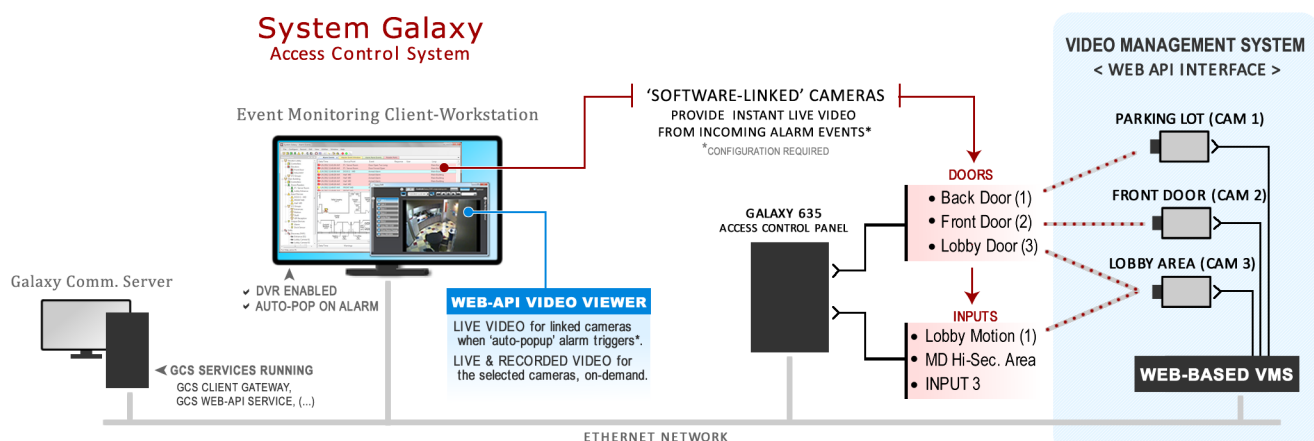 System Galaxy
Access Control System
Event Monitoring Client-Workstation
DVR ENABLED
AUTO-POP ON ALARM
Galaxy Comm. Server
GCS SERVICES RUNNING
GCS CLIENT GATEWAY,
GCS WEB-API SERVICE, (...)
WEB-API VIDEO VIEWER
LIVE VIDEO for linked cameras
when 'auto-popup' alarm triggers*.
LIVE & RECORDED VIDEO for
the selected cameras, on-demand.
'SOFTWARE-LINKED' CAMERAS
PROVIDE INSTANT LIVE VIDEO
FROM INCOMING ALARM EVENTS*
*CONFIGURATION REQUIRED
GALAXY 635
ACCESS CONTROL PANEL
DOORS
• Back Door (1)
• Front Door (2)
• Lobby Door (3)
INPUTS
• Lobby Motion (1)
• MD Hi-Sec. Area
• INPUT 3
VIDEO MANAGEMENT SYSTEM
< WEB API INTERFACE >
PARKING LOT (CAM 1)
FRONT DOOR (CAM 2)
LOBBY AREA (CAM 3)
WEB-BASED VMS
ETHERNET NETWORK